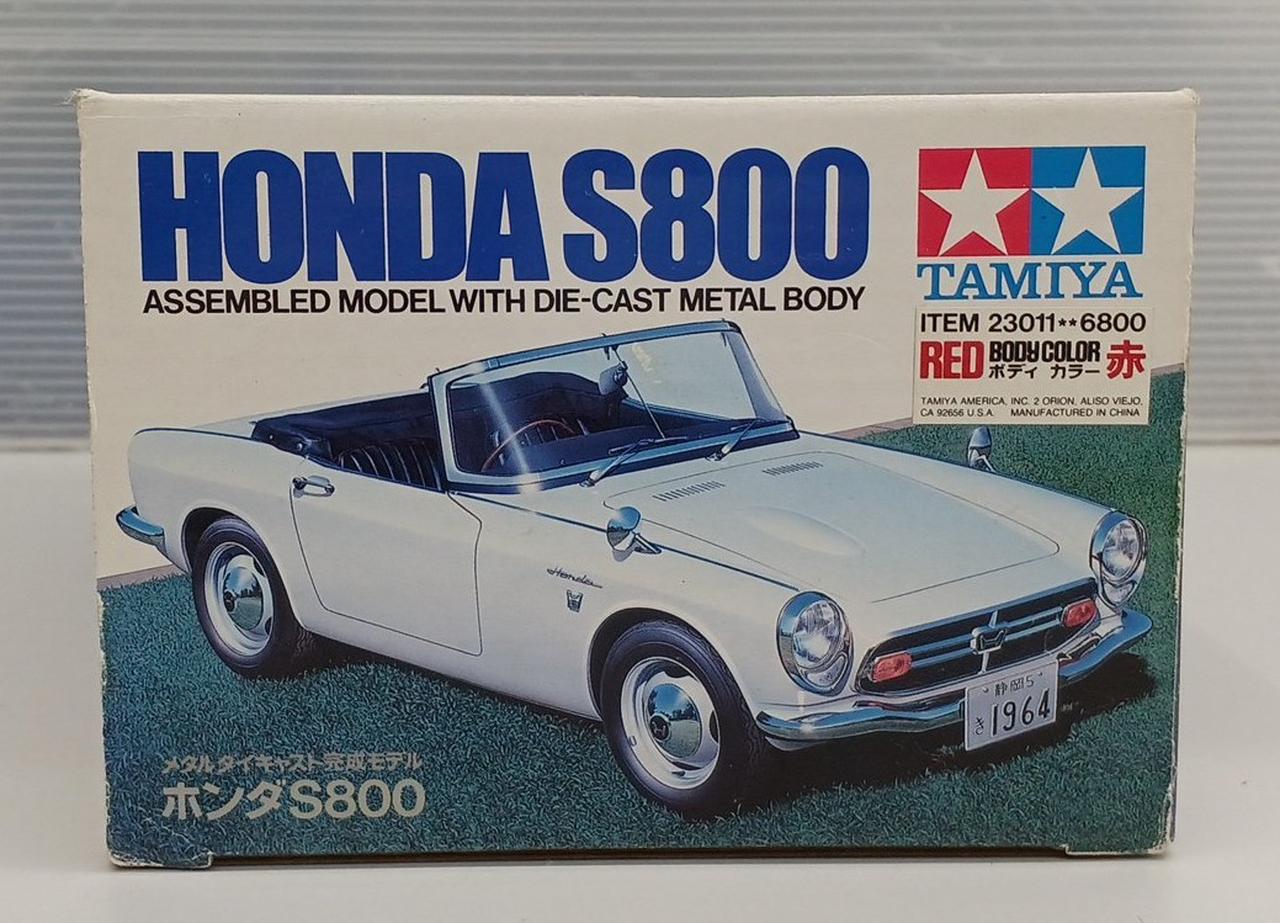 HONDA S800
ASSEMBLED MODEL WITH DIE-CAST METAL BODY
TAMIYA
ITEM 23011**6800
RED BODY COLOR ボディ カラー 赤
TAMIYA AMERICA, INC. 2 ORION, ALISO VIEJO,
CA 92656 U.S.A. MANUFACTURED IN CHINA
Honda
静岡5
き 1964
メタルダイキャスト完成モデル
ホンダS800